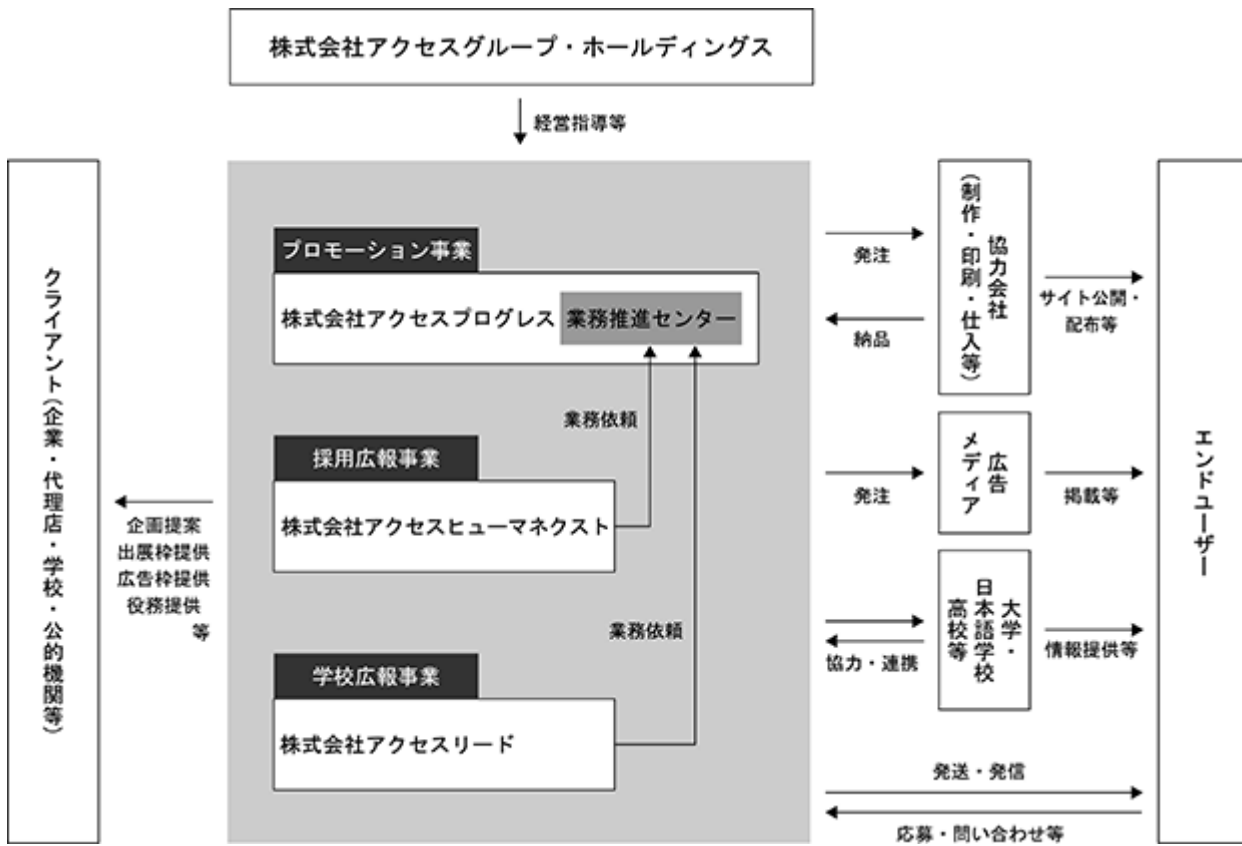 株式会社アクセスグループ・ホールディングス
経営指導等
クライアント(企業・代理店・学校・公的機関等)
企画提案
出展枠提供
広告枠提供
役務提供
等
プロモーション事業
株式会社アクセスプログレス
業務推進センター
業務依頼
採用広報事業
株式会社アクセスヒューマネクスト
業務依頼
学校広報事業
株式会社アクセスリード
発注
納品
協力会社
(制作・印刷・仕入等)
サイト公開・
配布等
発注
広告
メディア
掲載等
協力・連携
大学・
日本語学校
高校等
情報提供等
発送・発信
応募・問い合わせ等
エンドユーザー